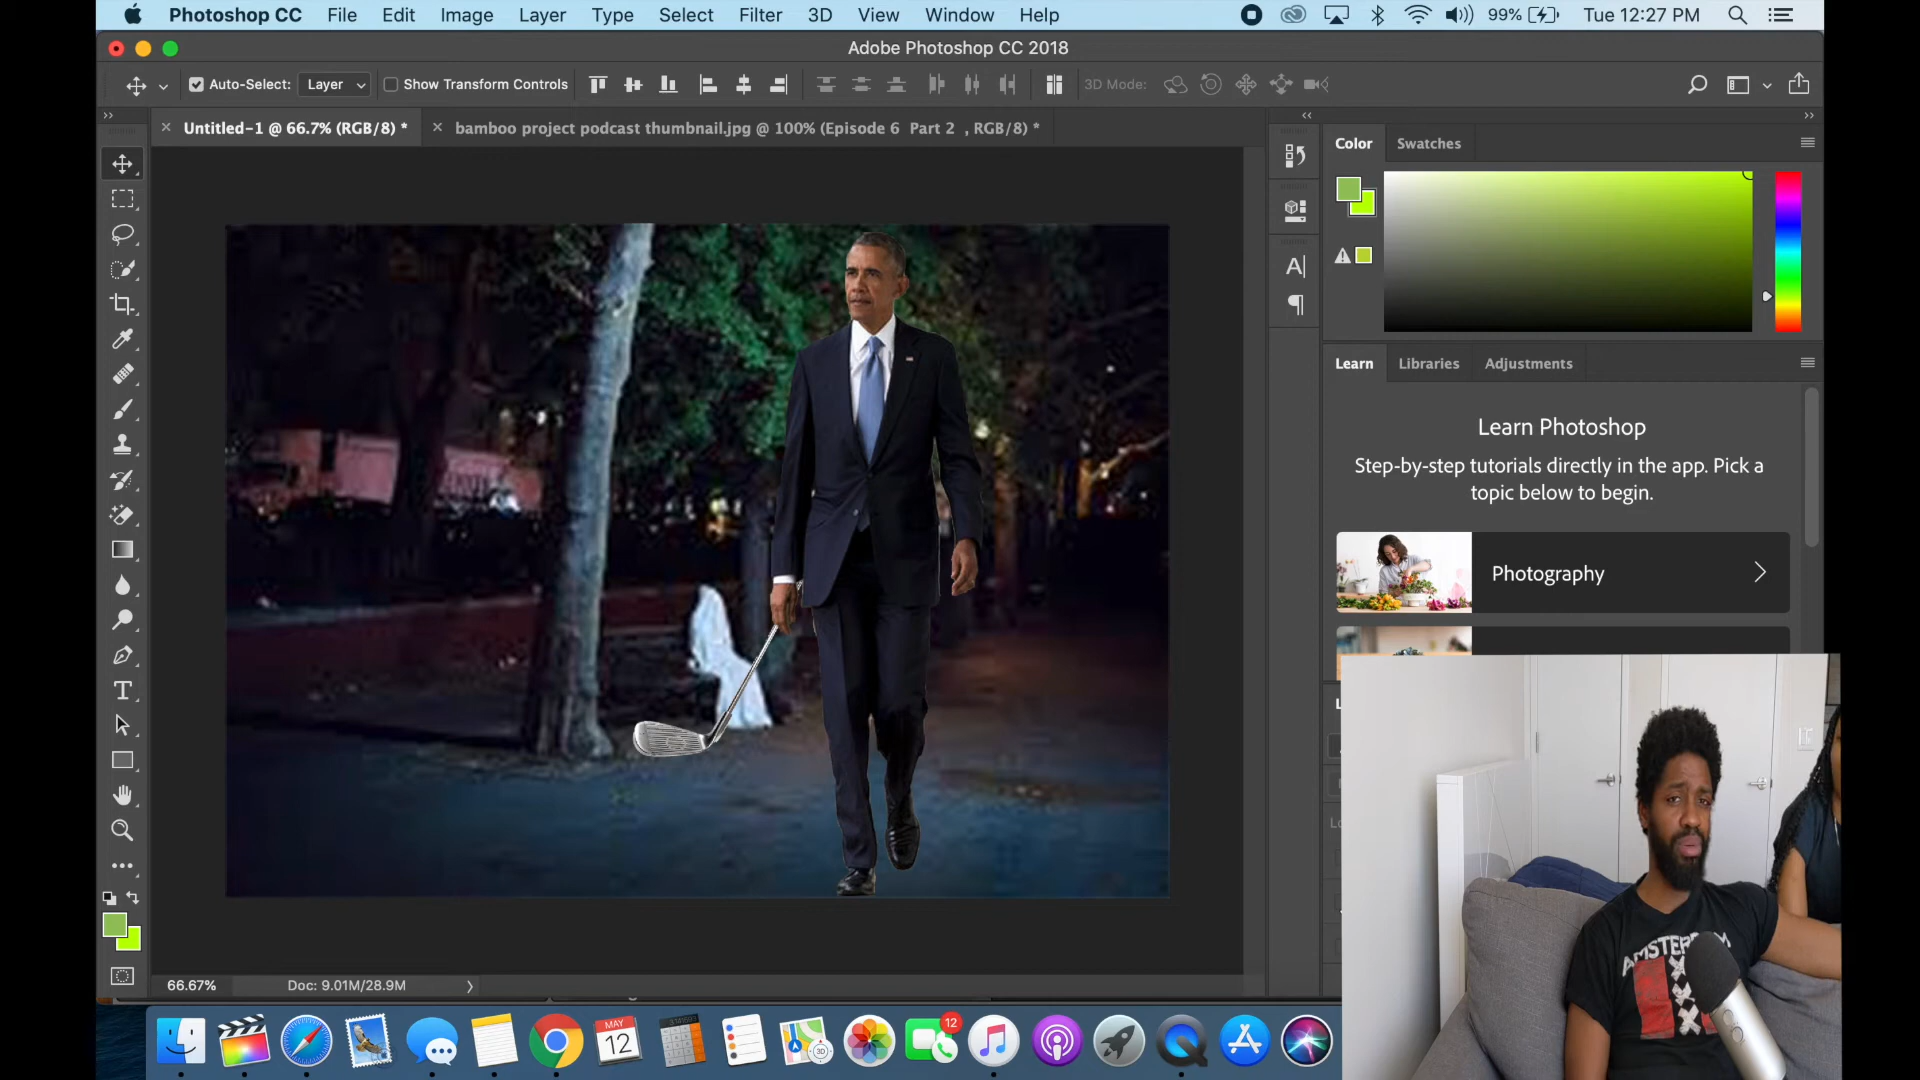 Photoshop CC File Edit Image Layer Type Select Filter 3D View Window Help 99% Tue 12:27 PM
Adobe Photoshop CC 2018
Auto-Select: Layer Show Transform Controls 3D Mode:
Untitled-1 @ 66.7% (RGB/8) * bamboo project podcast thumbnail.jpg @ 100% (Episode 6 Part 2 , RGB/8) *
Color Swatches
Learn Libraries Adjustments
Learn Photoshop
Step-by-step tutorials directly in the app. Pick a
topic below to begin.
Photography
AMSTERDAM
XXX
66.67% Doc: 9.01M/28.9M
MAY
12
12
3D